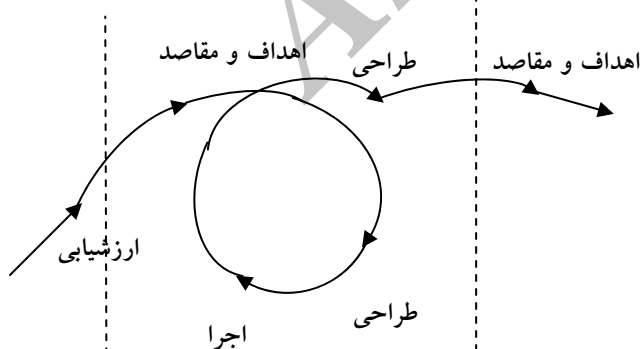 اهداف و مقاصد
طراحی
اهداف و مقاصد
ارزشیابی
طراحی
اجرا